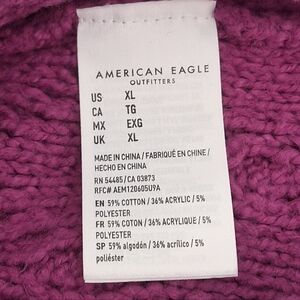 AMERICAN EAGLE
OUTFITTERS
US XL
CA TG
MX EXG
UK XL
MADE IN CHINA / FABRIQUÉ EN CHINE /
HECHO EN CHINA
RN 54485 / CA 03873
RFC# AEM120605U9A
EN 59% COTTON / 36% ACRYLIC / 5%
POLYESTER
FR 59% COTON / 36% ACRYLIQUE / 5%
POLYESTER
SP 59% algodón / 36% acrílico / 5%
poliéster